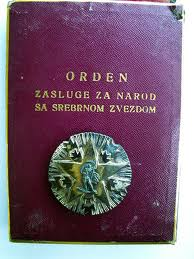 ORDEN
ZASLUGE ZA NAROD
SA SREBRNOM ZVEZDOM